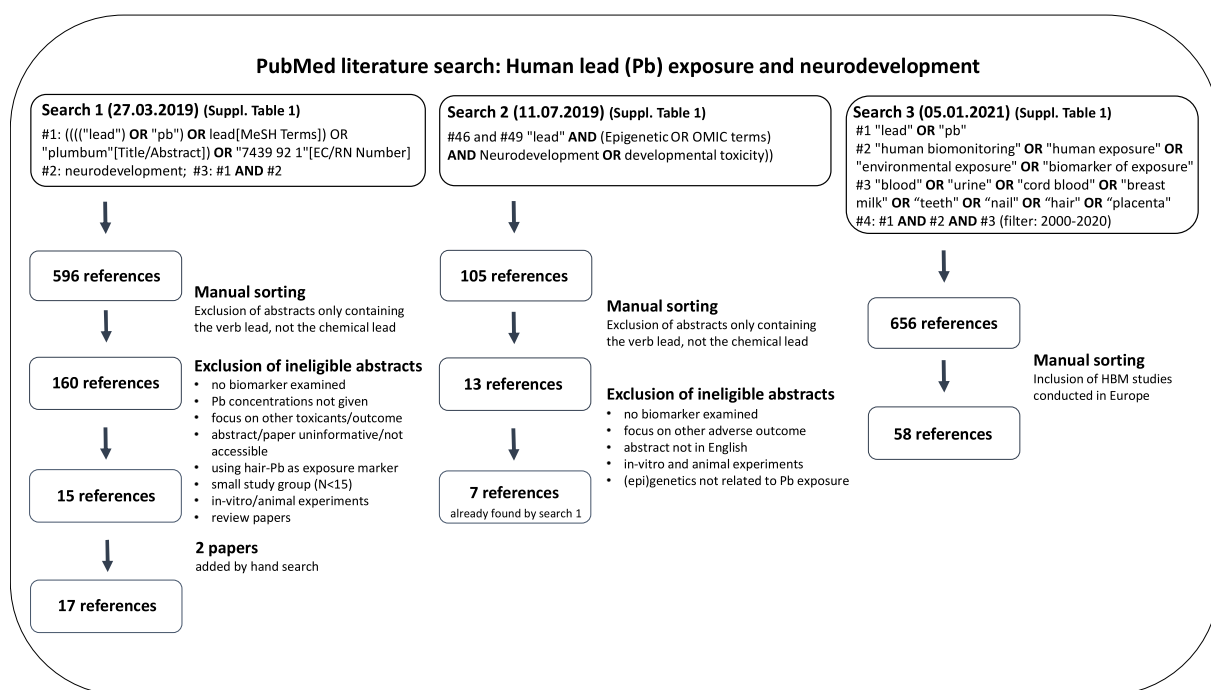 PubMed literature search: Human lead (Pb) exposure and neurodevelopment
Search 1 (27.03.2019) (Suppl. Table 1)
#1: (((("lead") OR "pb") OR lead[MeSH Terms]) OR
"plumbum"[Title/Abstract]) OR "7439 92 1"[EC/RN Number]
#2: neurodevelopment; #3: #1 AND #2
596 references
Manual sorting
Exclusion of abstracts only containing
the verb lead, not the chemical lead
160 references
Exclusion of ineligible abstracts
• no biomarker examined
• Pb concentrations not given
• focus on other toxicants/outcome
• abstract/paper uninformative/not
accessible
• using hair-Pb as exposure marker
• small study group (N<15)
• in-vitro/animal experiments
• review papers
15 references
2 papers
added by hand search
17 references
Search 2 (11.07.2019) (Suppl. Table 1)
#46 and #49 "lead" AND (Epigenetic OR OMIC terms)
AND Neurodevelopment OR developmental toxicity))
105 references
Manual sorting
Exclusion of abstracts only containing
the verb lead, not the chemical lead
13 references
Exclusion of ineligible abstracts
• no biomarker examined
• focus on other adverse outcome
• abstract not in English
• in-vitro and animal experiments
• (epi)genetics not related to Pb exposure
7 references
already found by search 1
Search 3 (05.01.2021) (Suppl. Table 1)
#1 "lead" OR "pb"
#2 "human biomonitoring" OR "human exposure" OR
"environmental exposure" OR "biomarker of exposure"
#3 "blood" OR "urine" OR "cord blood" OR "breast
milk" OR “teeth" OR “nail" OR “hair" OR “placenta"
#4: #1 AND #2 AND #3 (filter: 2000-2020)
656 references
Manual sorting
Inclusion of HBM studies
conducted in Europe
58 references